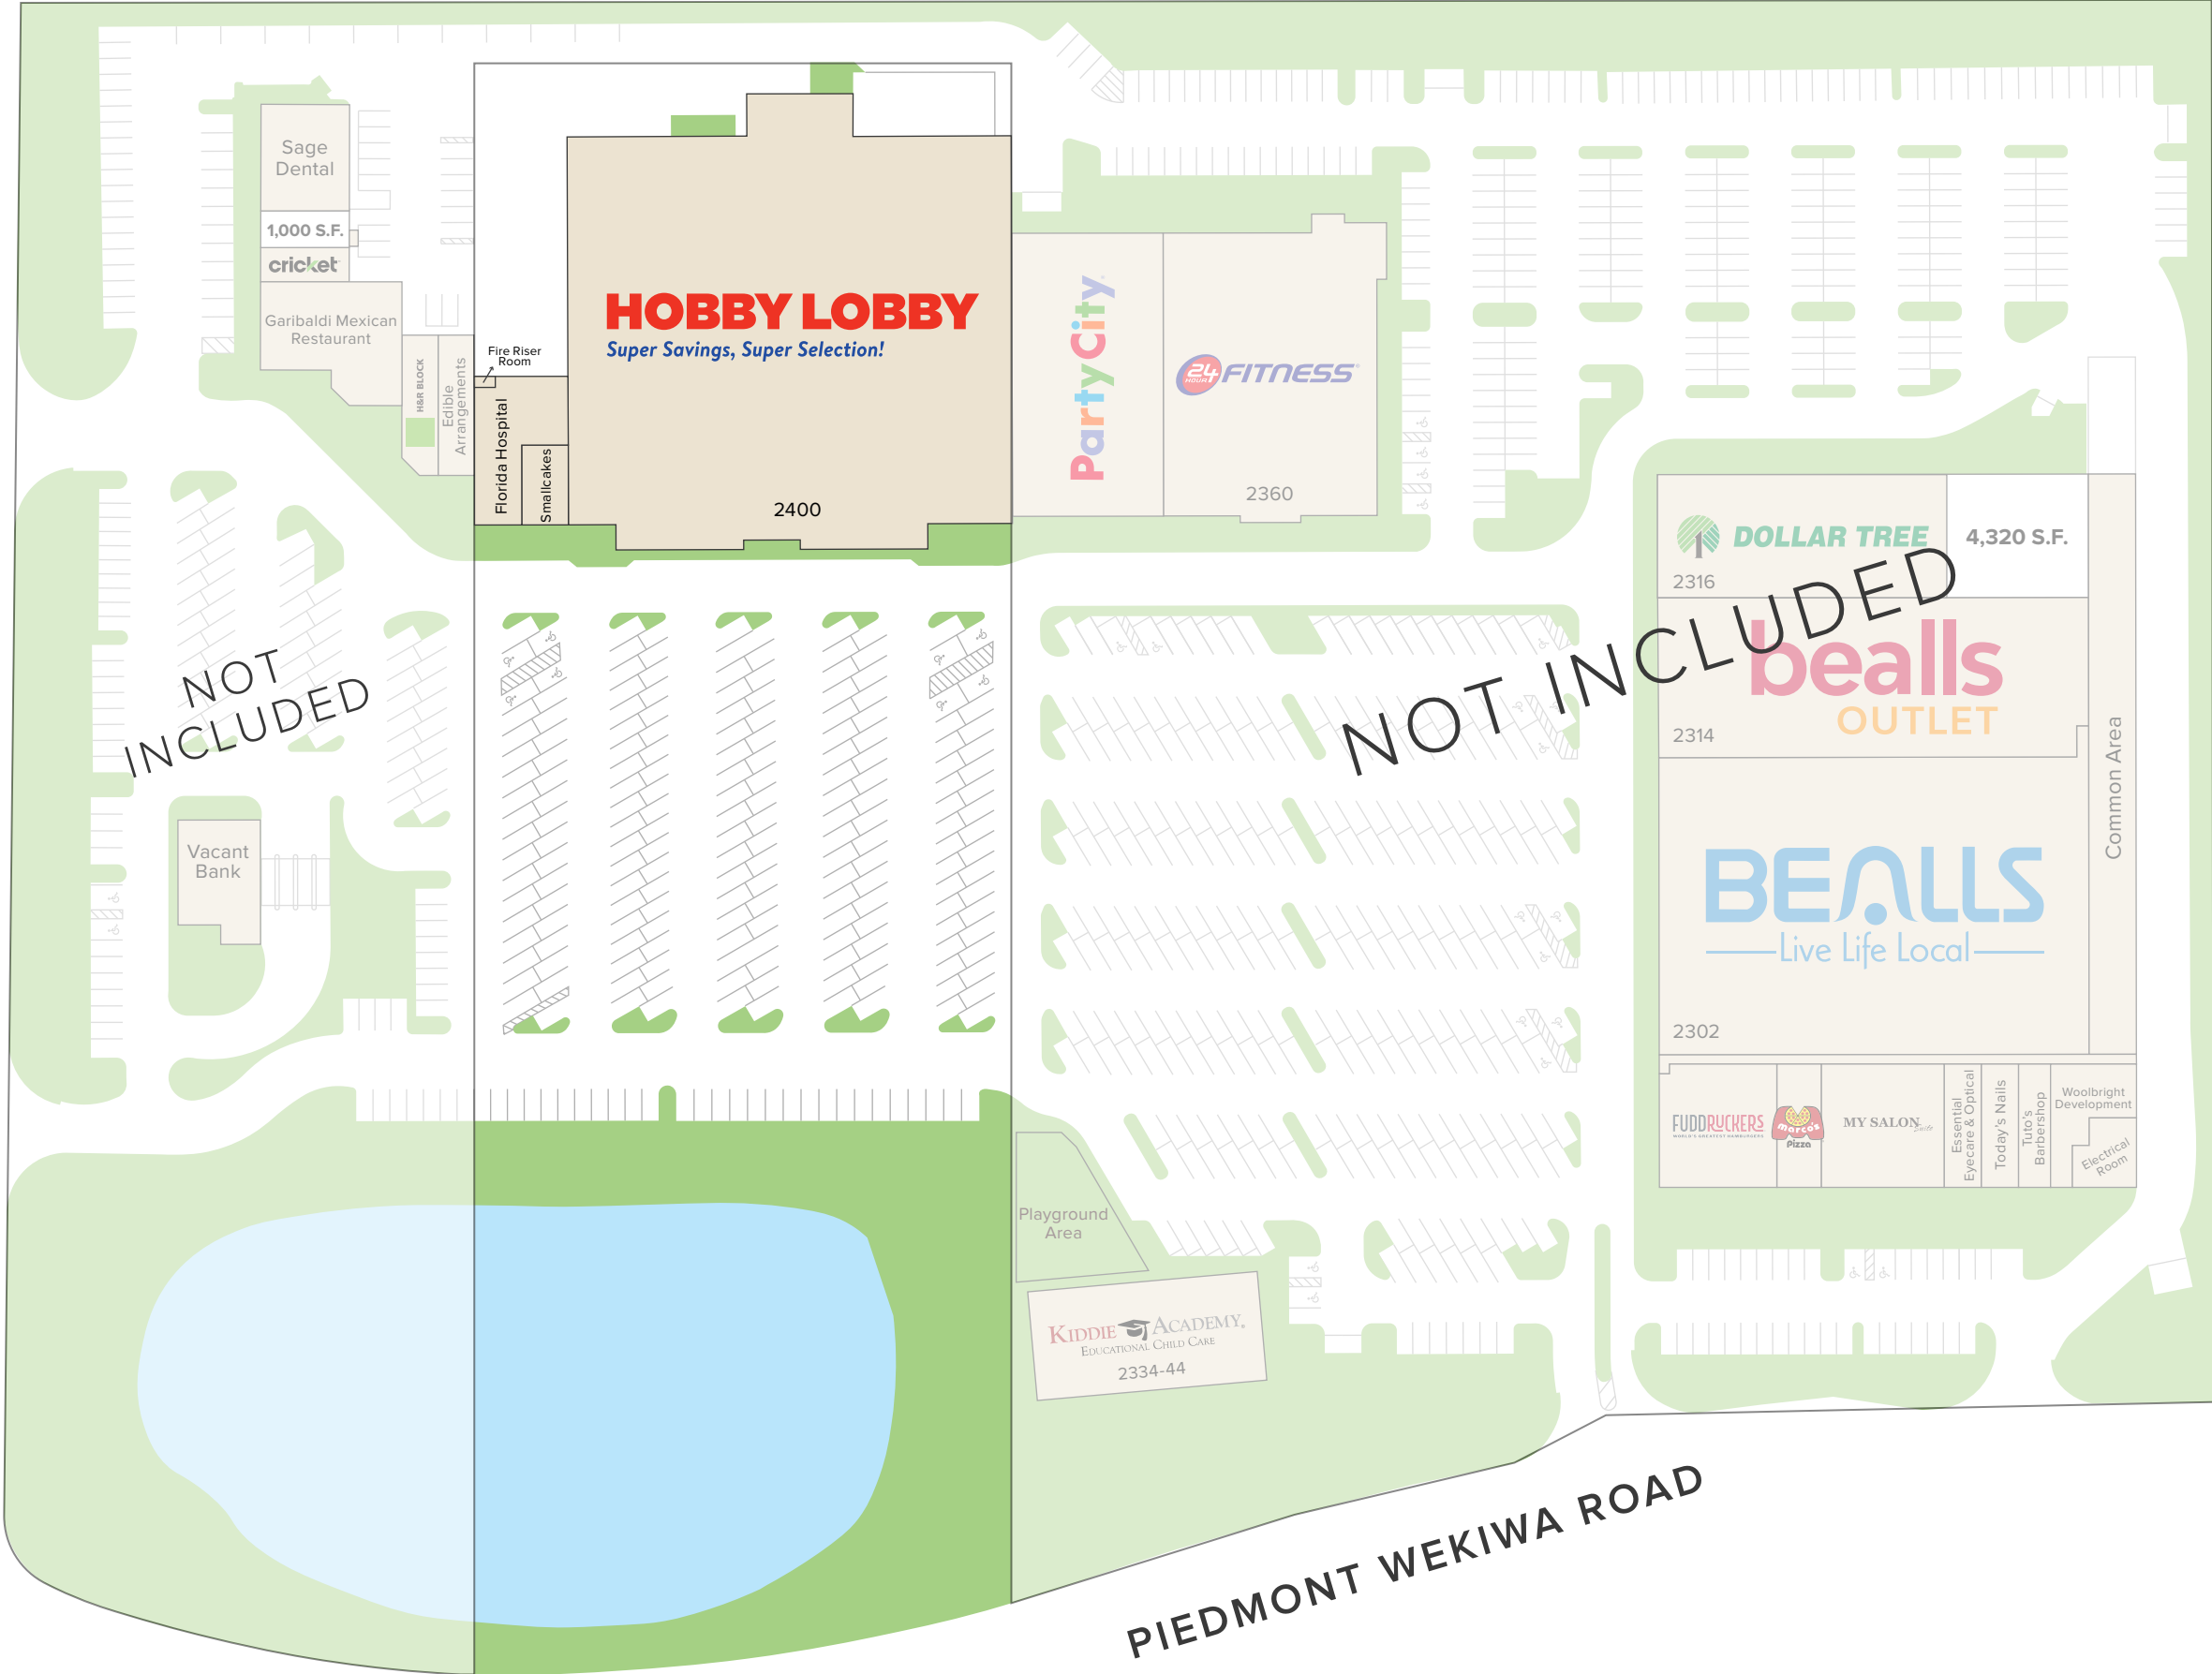 Sage
Dental
1,000 S.F.
cricket
Garibaldi Mexican
Restaurant
H&R BLOCK
Edible
Arrangements
Fire Riser
Room
Florida Hospital
Smallcakes
HOBBY LOBBY
Super Savings, Super Selection!
2400
PartyCity
24
HOUR
FITNESS
2360
DOLLAR TREE
2316
4,320 S.F.
NOT INCLUDED
bealls
OUTLET
2314
Common Area
BEALLS
Live Life Local
2302
NOT
INCLUDED
Vacant
Bank
FUDDRUCKERS
WORLD'S GREATEST HAMBURGERS
marco's
Pizza
MY SALON
Suite
Essential
Eyecare & Optical
Today's Nails
Tuto's
Barbershop
Woolbright
Development
Electrical
Room
Playground
Area
KIDDIE ACADEMY
EDUCATIONAL CHILD CARE
2334-44
PIEDMONT WEKIWA ROAD